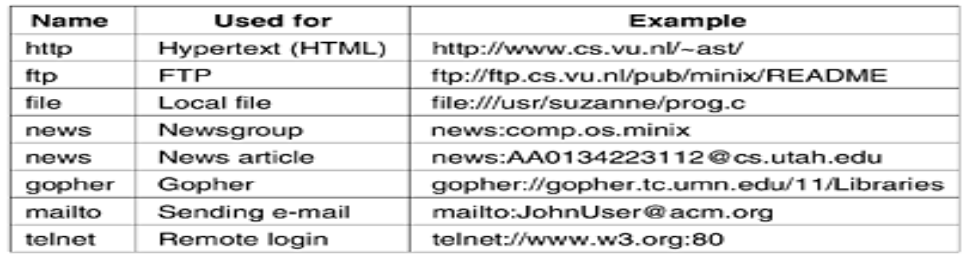 Name Used for Example
http Hypertext (HTML) http://www.cs.vu.nl/~ast/
ftp FTP ftp://ftp.cs.vu.nl/pub/minix/README
file Local file file:///usr/suzanne/prog.c
news Newsgroup news:comp.os.minix
news News article news:AA0134223112@cs.utah.edu
gopher Gopher gopher://gopher.tc.umn.edu/11/Libraries
mailto Sending e-mail mailto:JohnUser@acm.org
telnet Remote login telnet://www.w3.org:80